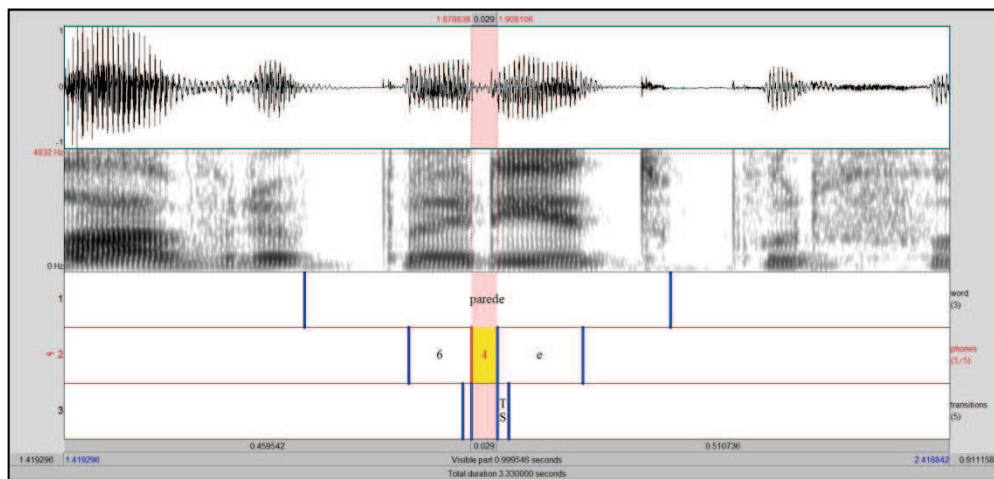 1.878838 0.029 1.908106
1
0
-1
4832 Hz
0 Hz
1 parede word (3)
2 6 4 e phones (3/5)
3 TS transitions (5)
0.459542 0.029 0.510736
1.419296 1.419296 Visible part 0.999546 seconds 2.418842 0.911158
Total duration 3.330000 seconds